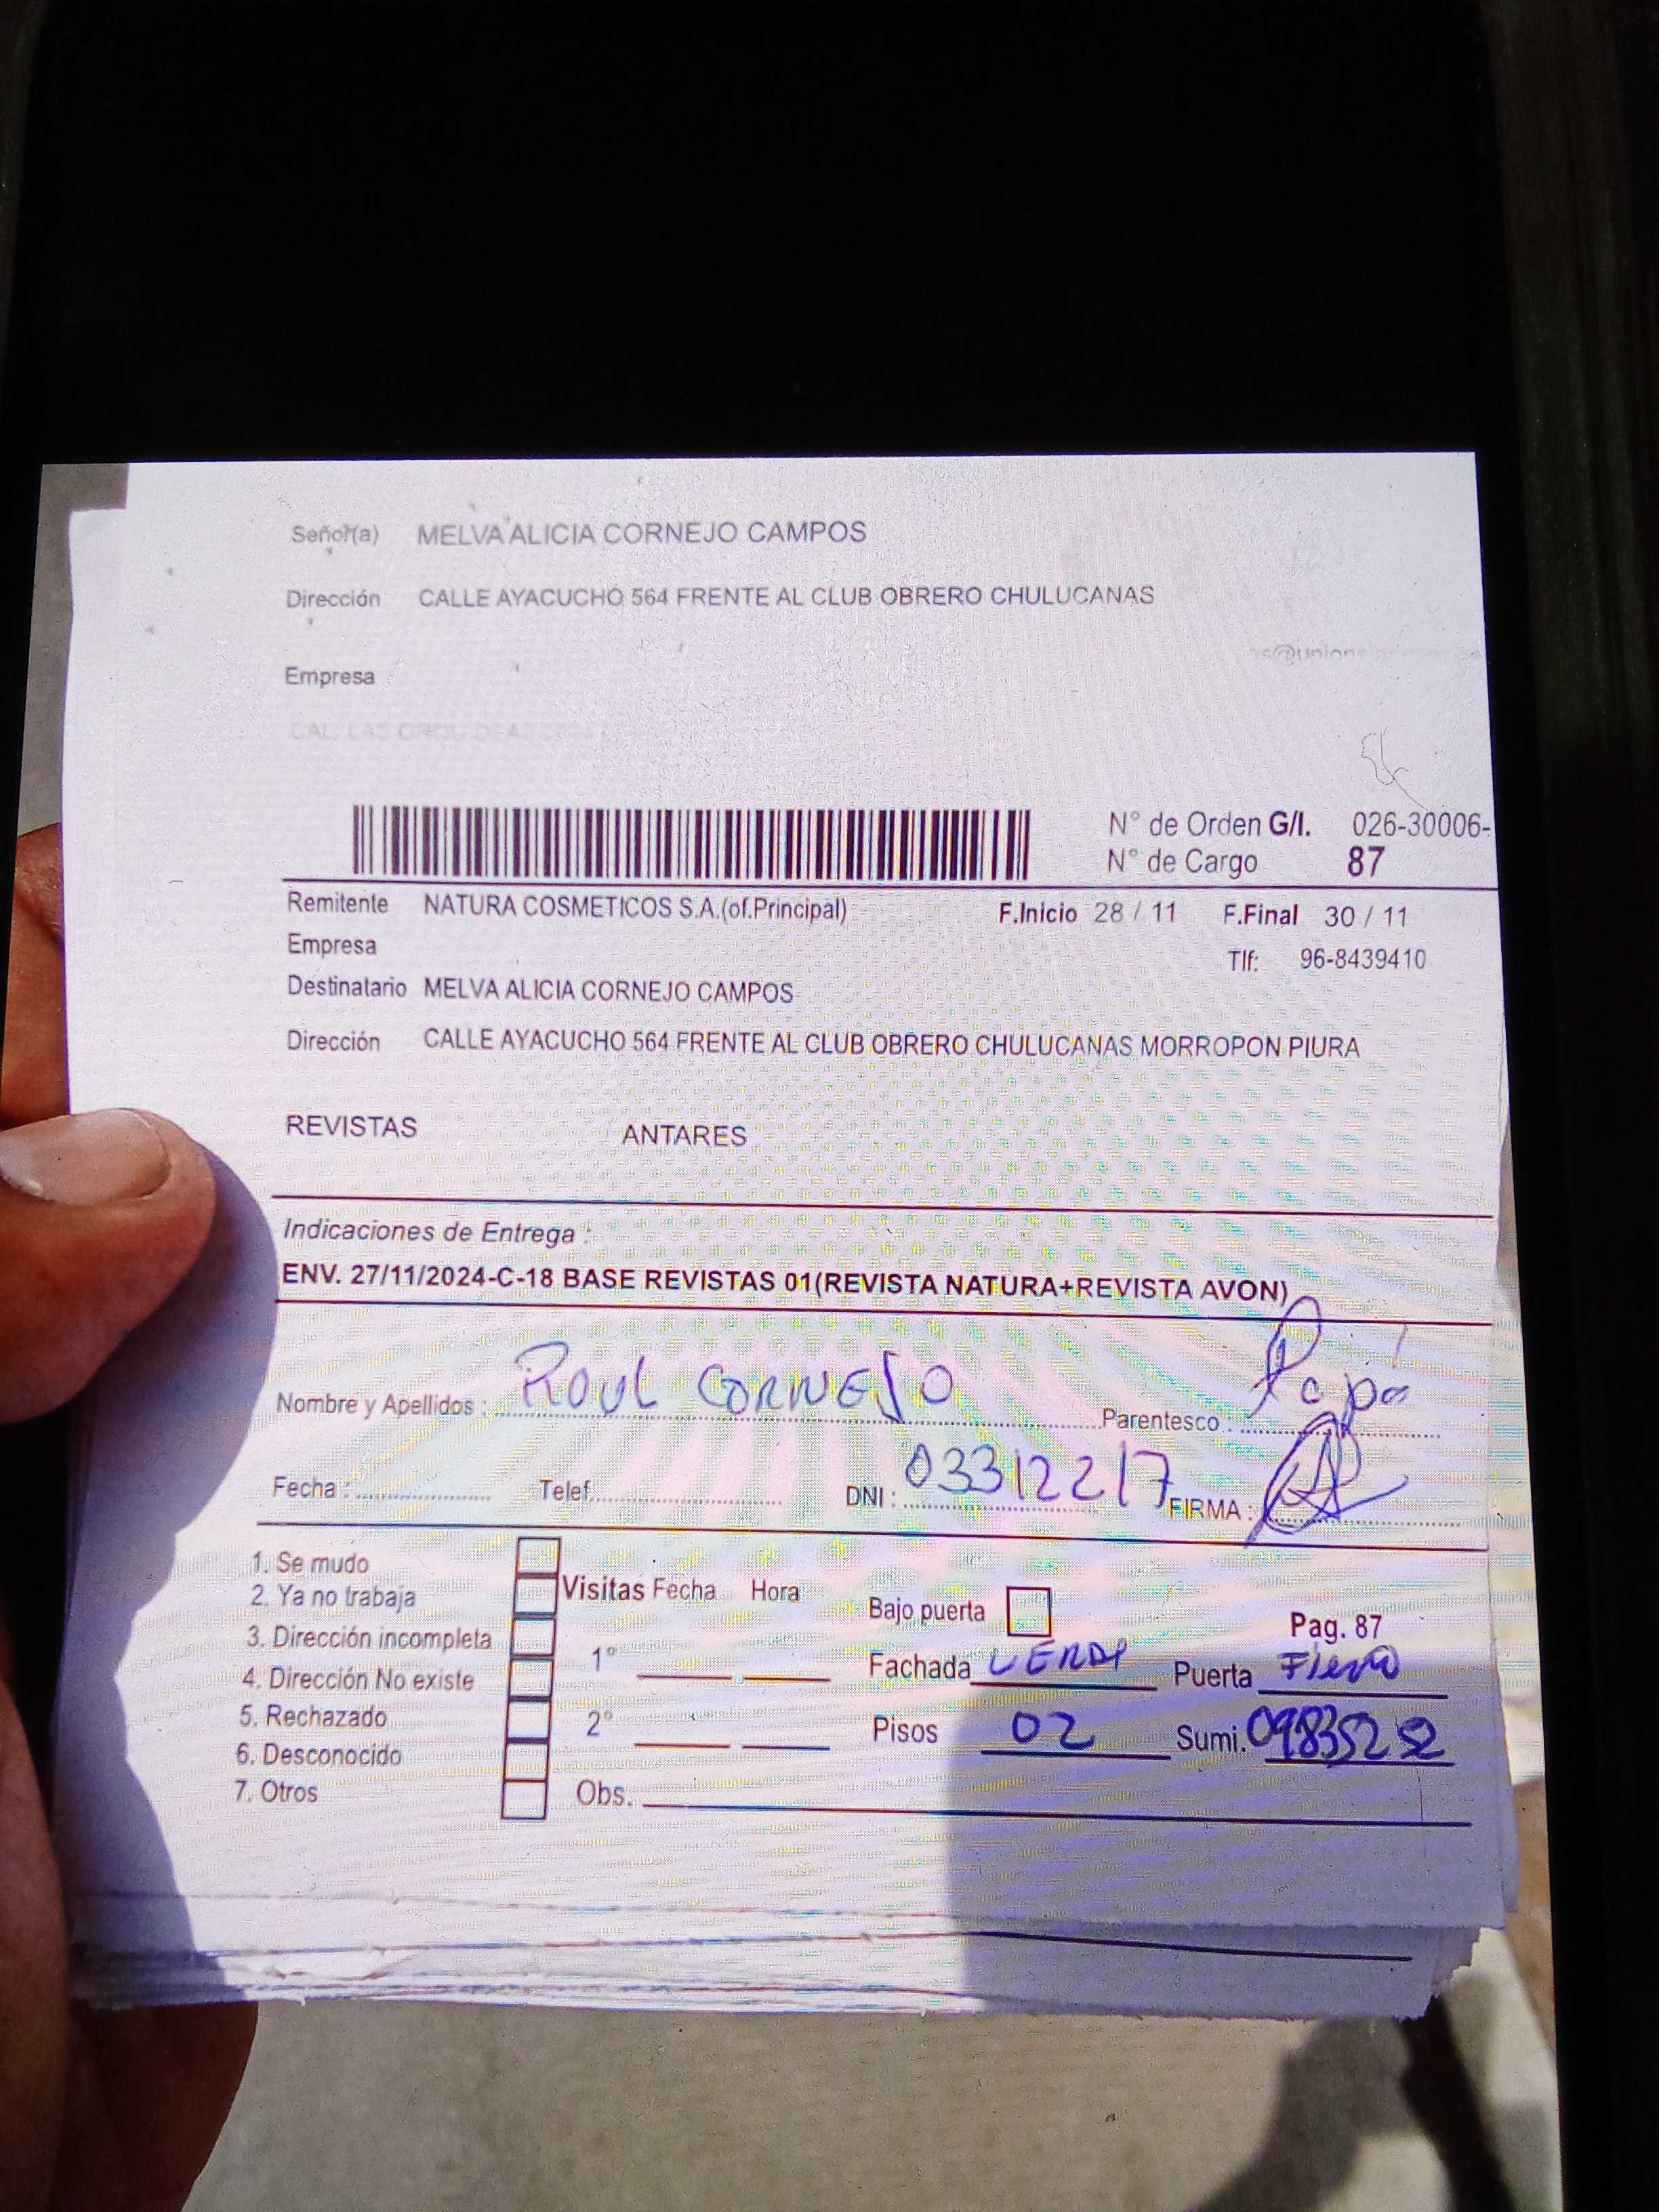 Señor(a) MELVA ALICIA CORNEJO CAMPOS
Dirección CALLE AYACUCHO 564 FRENTE AL CLUB OBRERO CHULUCANAS
Empresa
N° de Orden G/I. 026-30006-
N° de Cargo 87
Remitente NATURA COSMETICOS S.A.(of.Principal) F.Inicio 28 / 11 F.Final 30 / 11
Empresa Tlf: 96-8439410
Destinatario MELVA ALICIA CORNEJO CAMPOS
Dirección CALLE AYACUCHO 564 FRENTE AL CLUB OBRERO CHULUCANAS MORROPON PIURA
REVISTAS ANTARES
Indicaciones de Entrega :
ENV. 27/11/2024-C-18 BASE REVISTAS 01(REVISTA NATURA+REVISTA AVON)
Nombre y Apellidos : ROUL CORNEJO Parentesco : Papá
Fecha : Telef. DNI : 03312217 FIRMA :
1. Se mudo
2. Ya no trabaja Visitas Fecha Hora Bajo puerta Pag. 87
3. Dirección incompleta 1° Fachada Puerta Fierro
4. Dirección No existe
5. Rechazado 2° Pisos 02 Sumi.
6. Desconocido
7. Otros Obs.